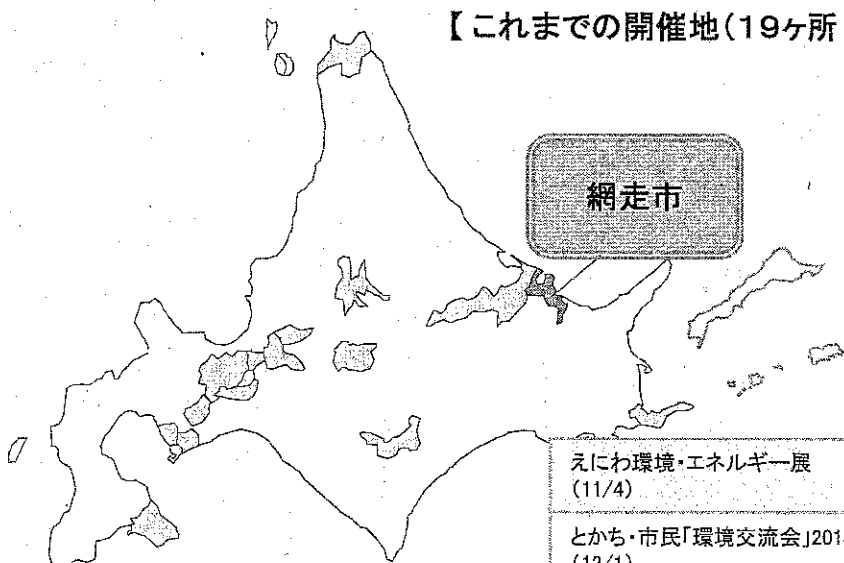 【これまでの開催地(19ヶ所
網走市
えにわ環境・エネルギー展
(11/4)
とかち・市民「環境交流会」201
(12/1)